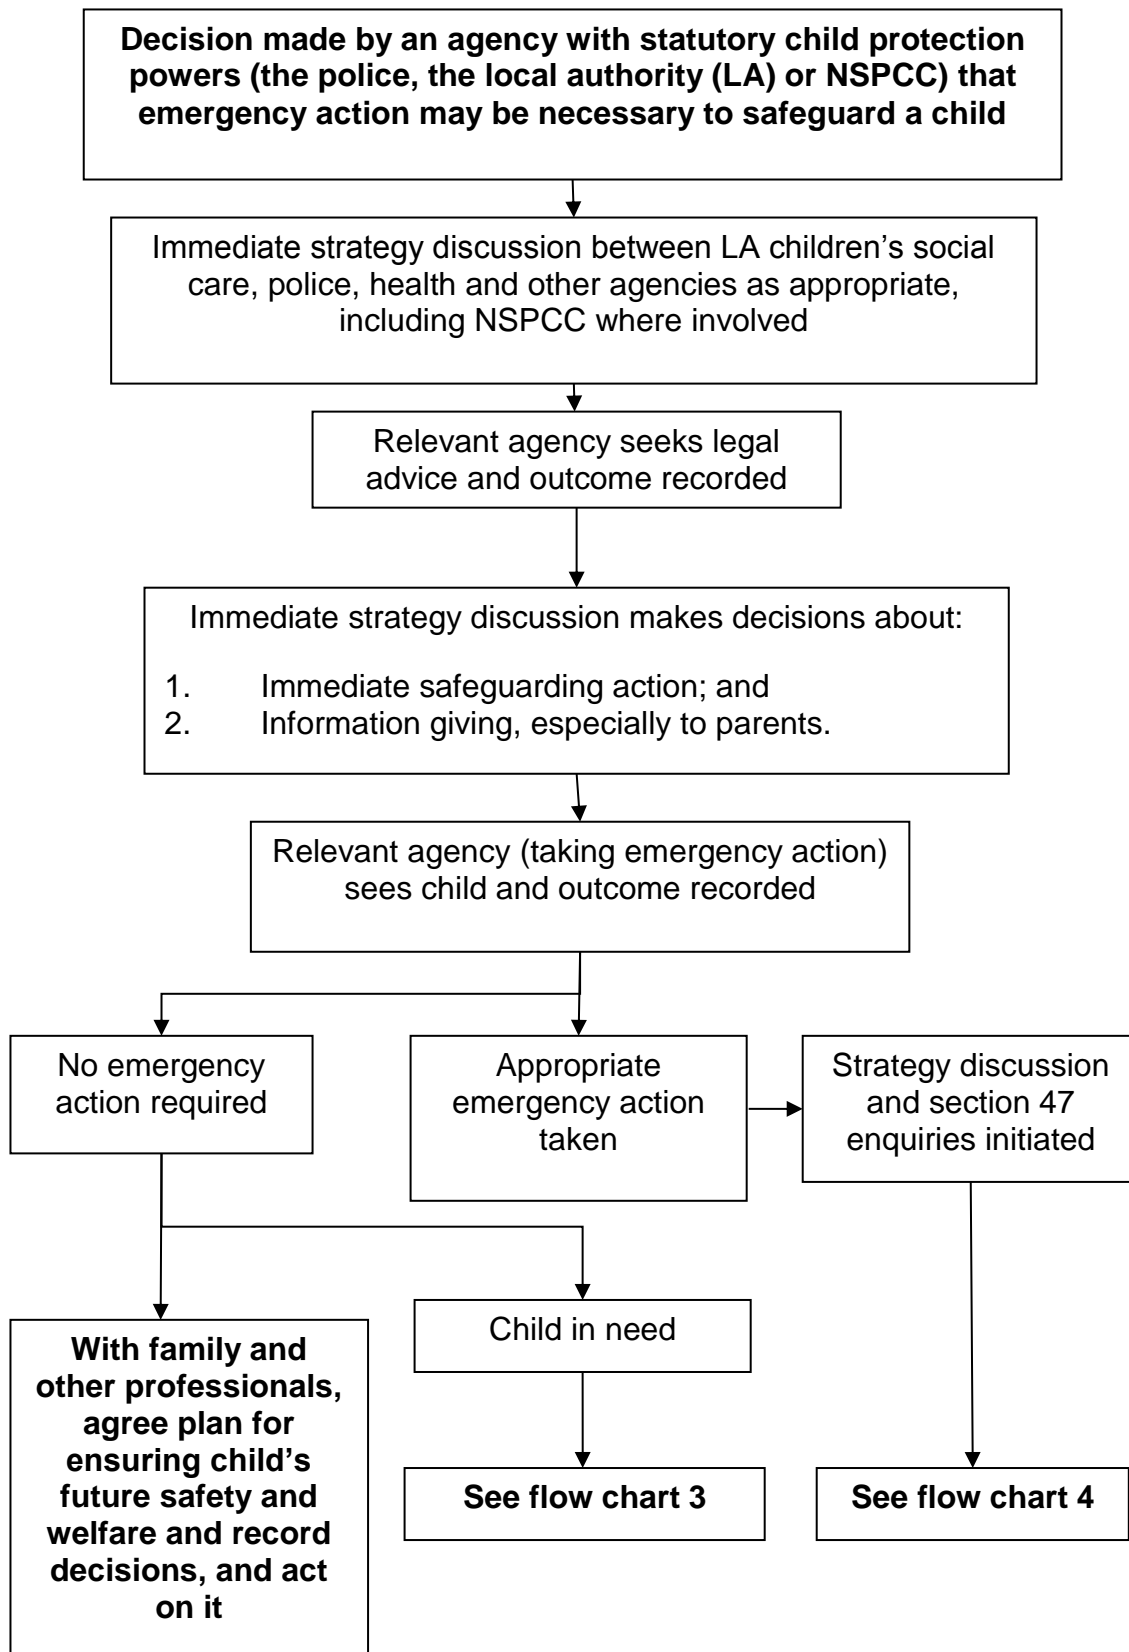 Decision made by an agency with statutory child protection
powers (the police, the local authority (LA) or NSPCC) that
emergency action may be necessary to safeguard a child
Immediate strategy discussion between LA children’s social
care, police, health and other agencies as appropriate,
including NSPCC where involved
Relevant agency seeks legal
advice and outcome recorded
Immediate strategy discussion makes decisions about:
1. Immediate safeguarding action; and
2. Information giving, especially to parents.
Relevant agency (taking emergency action)
sees child and outcome recorded
No emergency
action required
Appropriate
emergency action
taken
Strategy discussion
and section 47
enquiries initiated
With family and
other professionals,
agree plan for
ensuring child’s
future safety and
welfare and record
decisions, and act
on it
Child in need
See flow chart 3
See flow chart 4